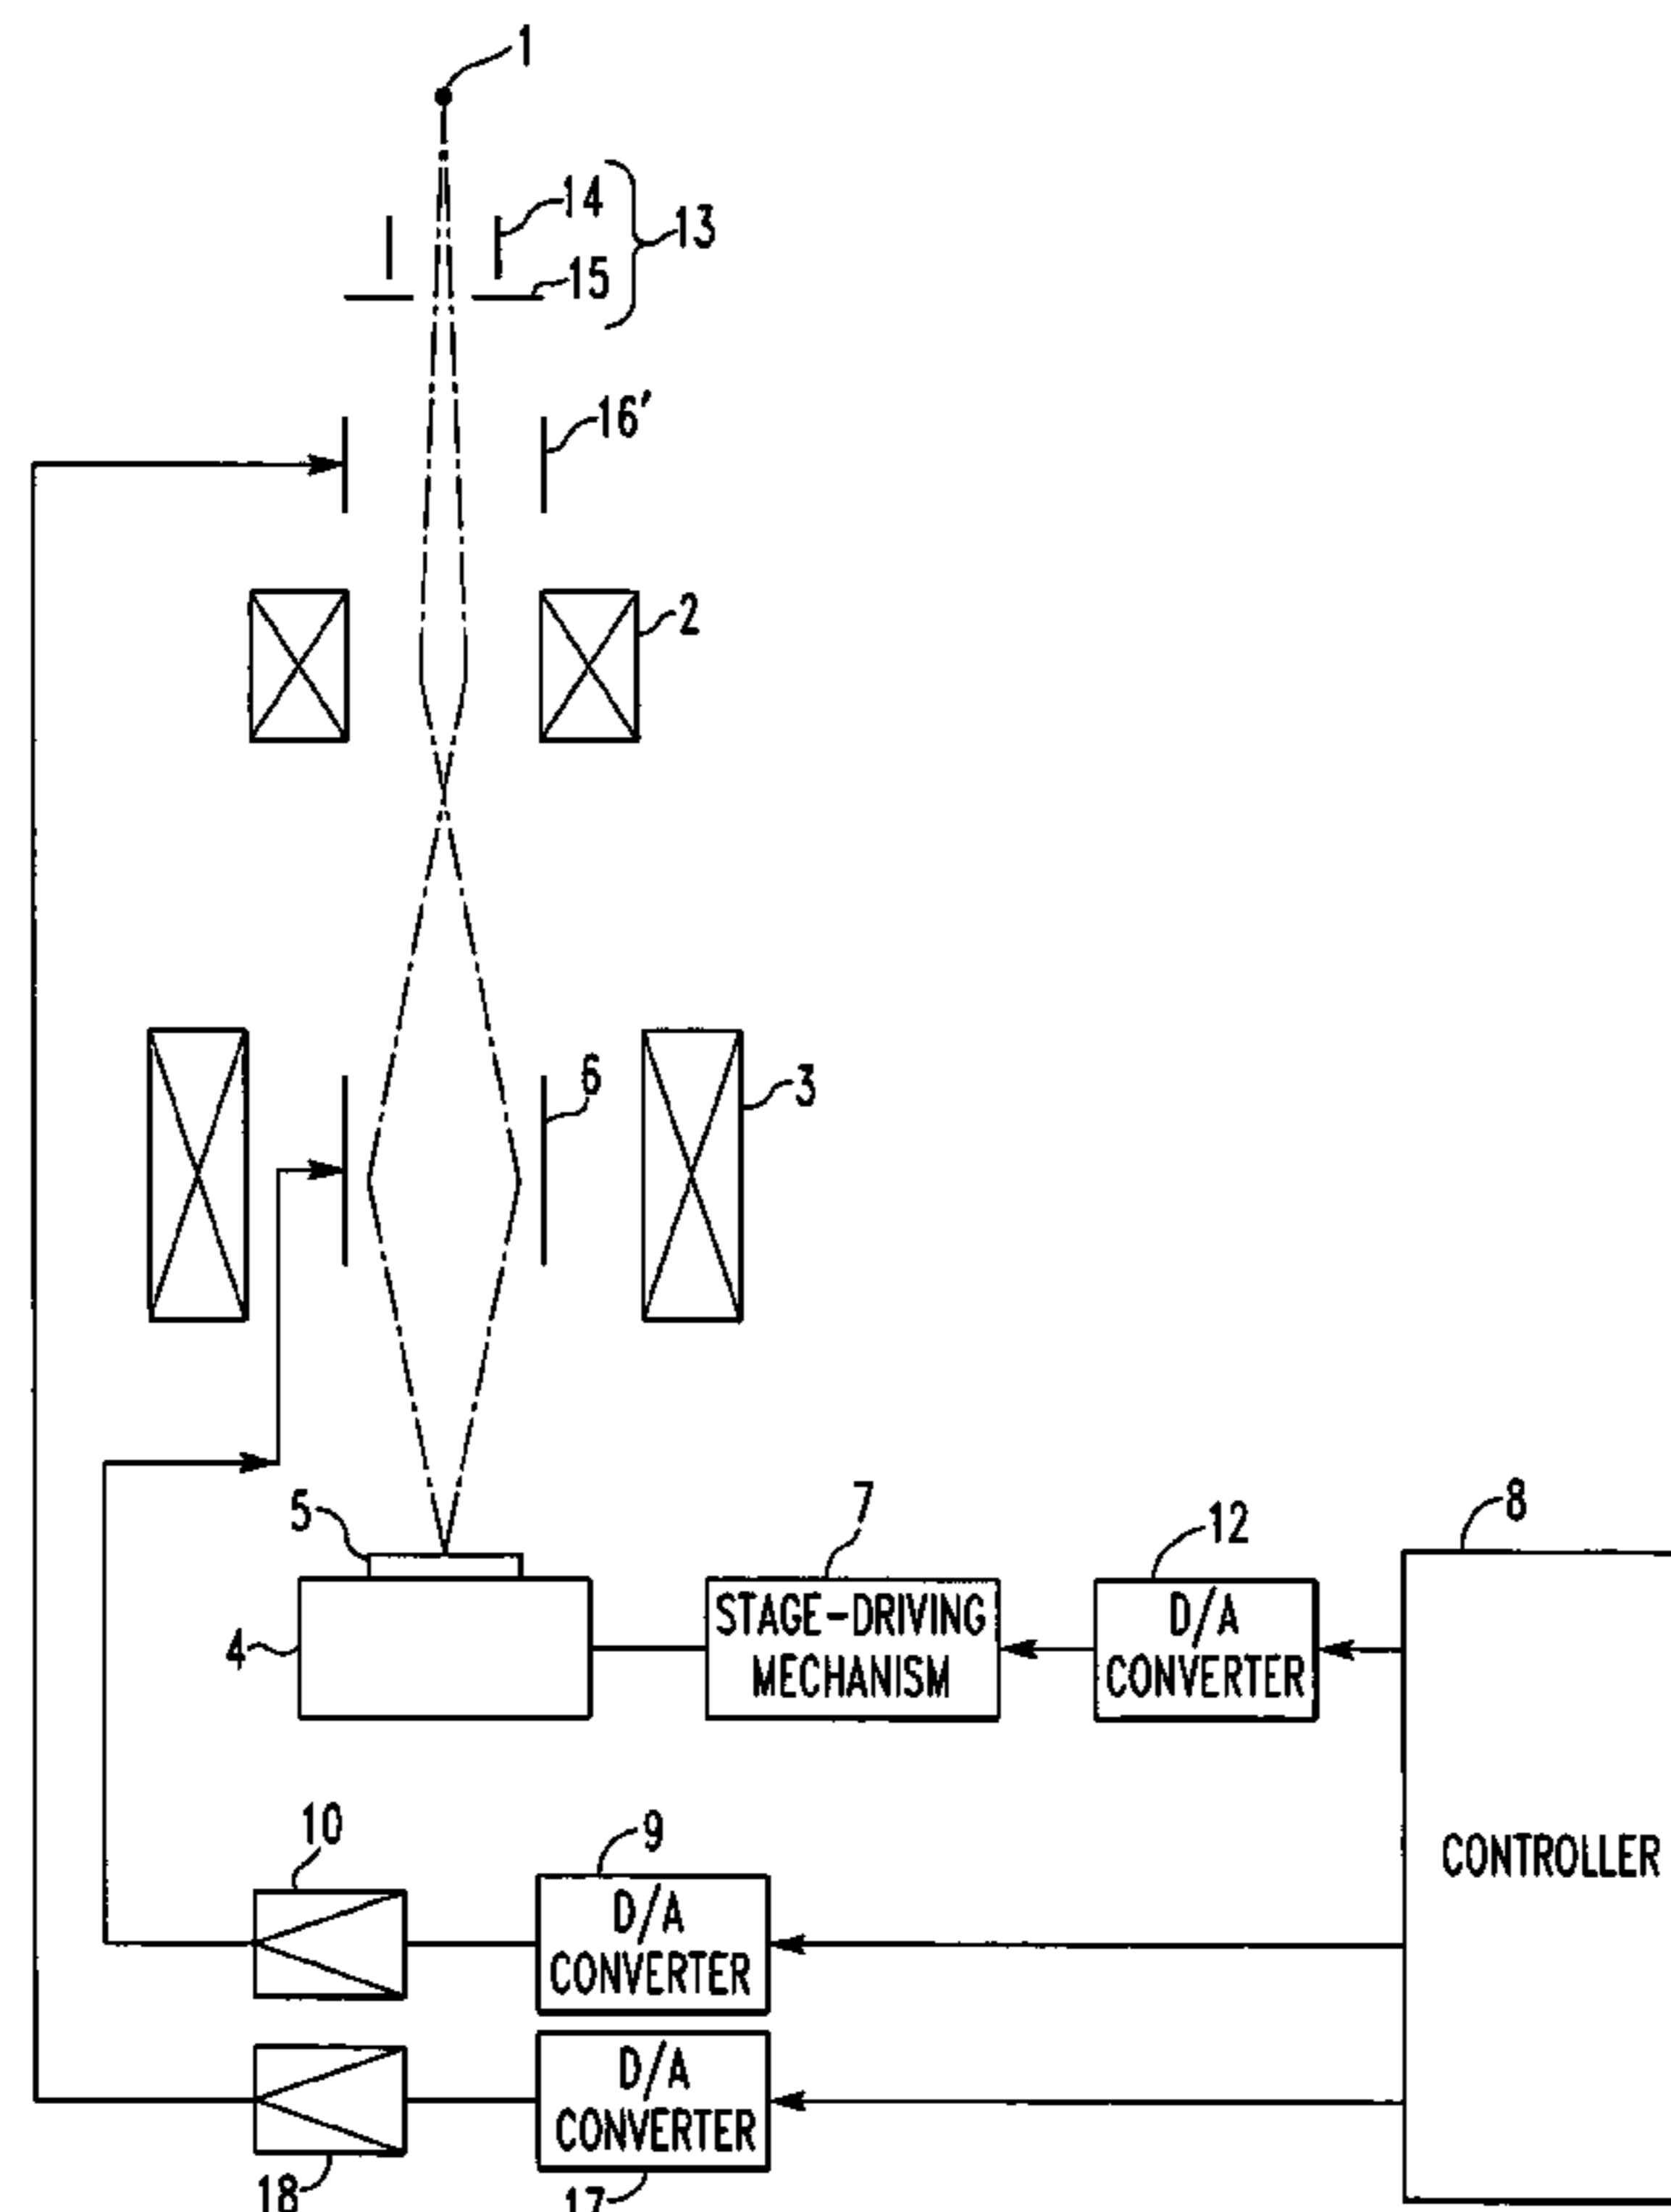 1
14
13
15
16'
2
6
3
5
7
12
8
4
STAGE-DRIVING
MECHANISM
D/A
CONVERTER
10
9
CONTROLLER
D/A
CONVERTER
D/A
CONVERTER
18
17